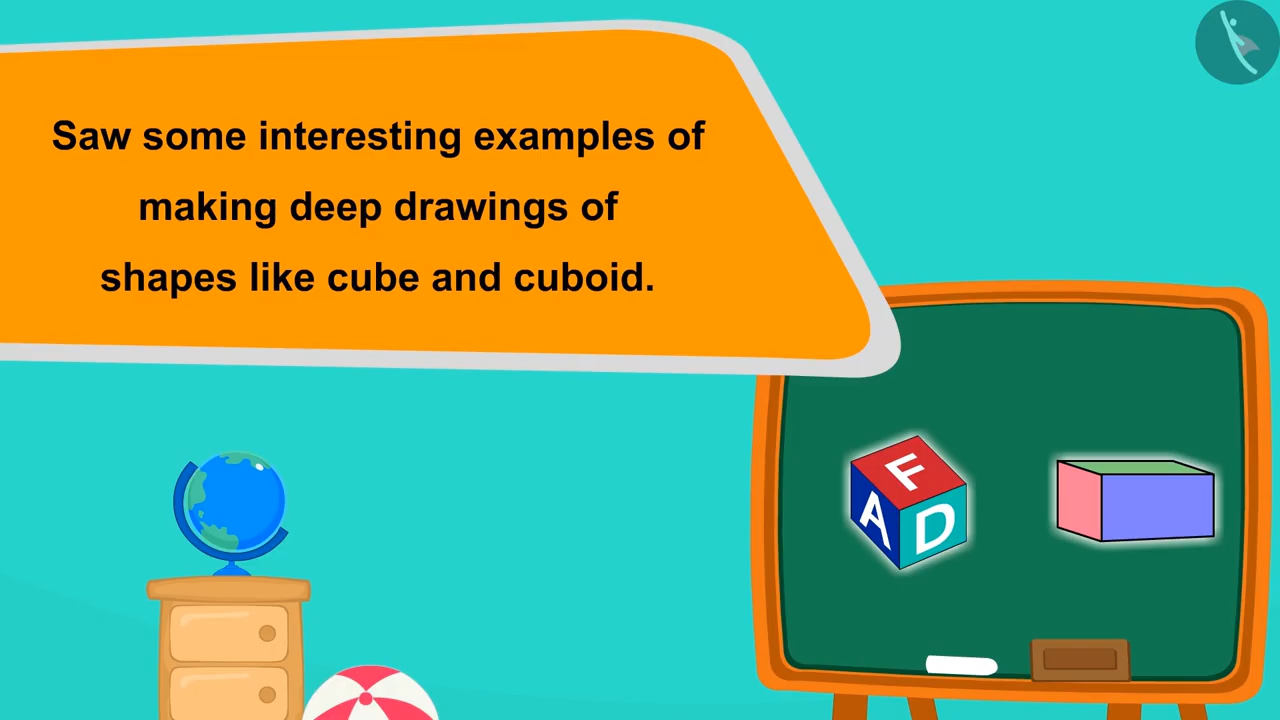 Saw some interesting examples of
making deep drawings of
shapes like cube and cuboid.
F
A
D